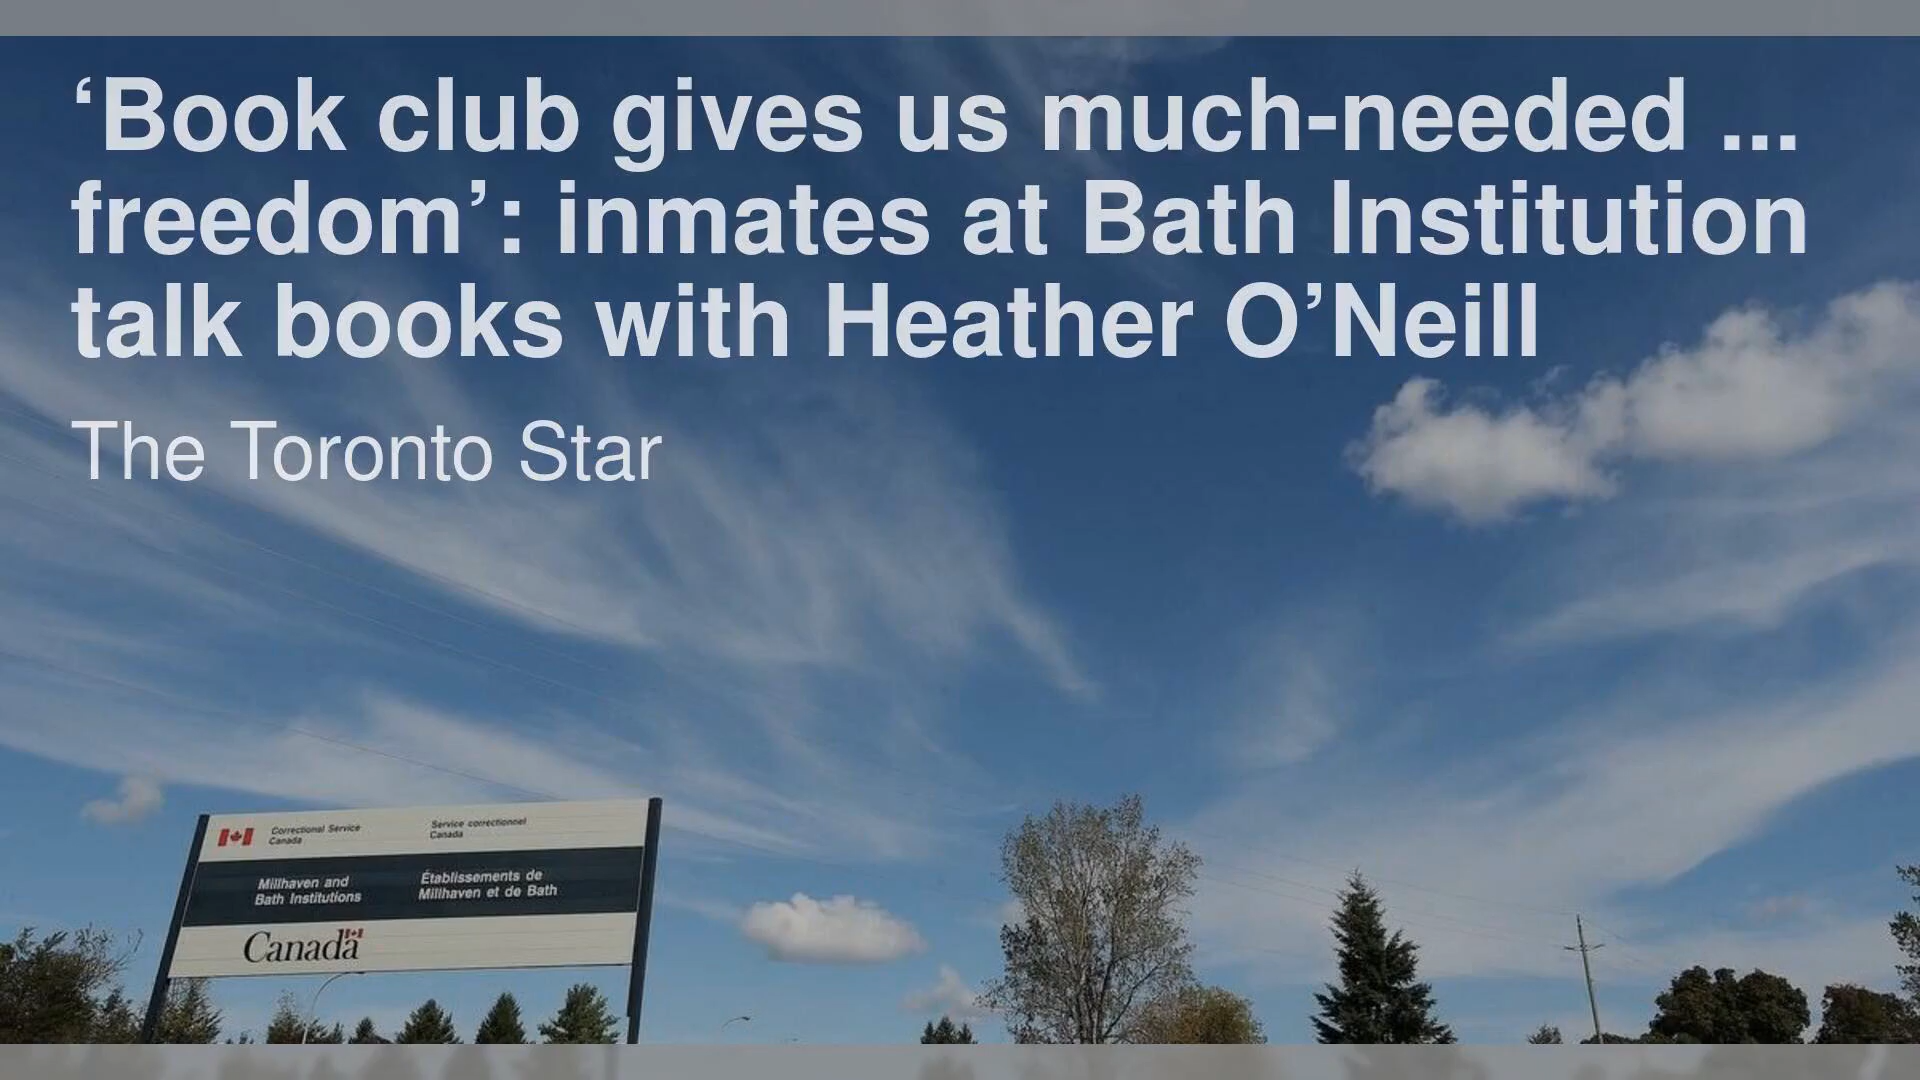 ‘Book club gives us much-needed ...
freedom’: inmates at Bath Institution
talk books with Heather O’Neill
The Toronto Star
Correctional Service
Canada
Service correctionnel
Canada
Millhaven and
Bath Institutions
Établissements de
Millhaven et de Bath
Canada